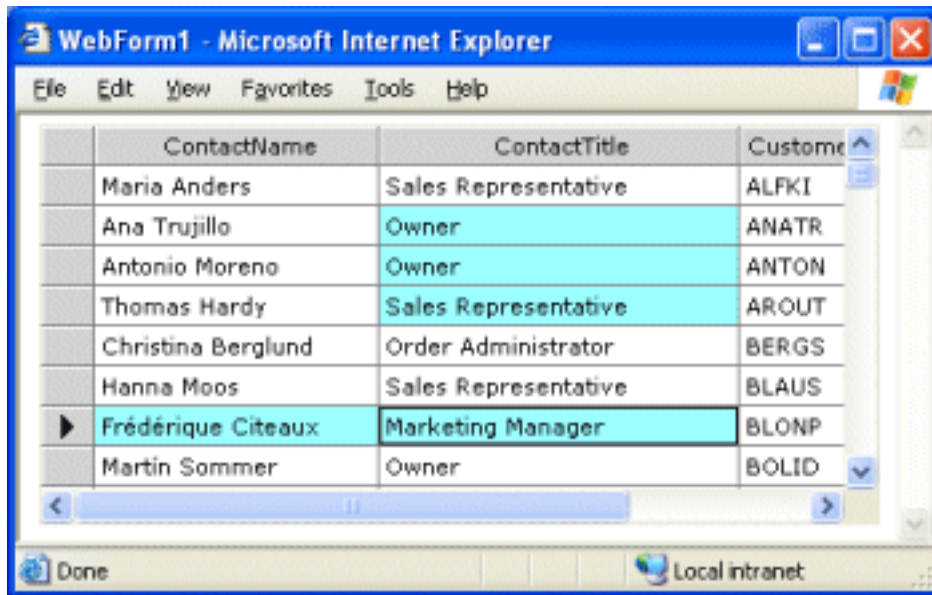 WebForm1 - Microsoft Internet Explorer
File Edit View Favorites Tools Help
ContactName ContactTitle Custome
Maria Anders Sales Representative ALFKI
Ana Trujillo Owner ANATR
Antonio Moreno Owner ANTON
Thomas Hardy Sales Representative AROUT
Christina Berglund Order Administrator BERGS
Hanna Moos Sales Representative BLAUS
Frédérique Citeaux Marketing Manager BLONP
Martín Sommer Owner BOLID
Done Local intranet